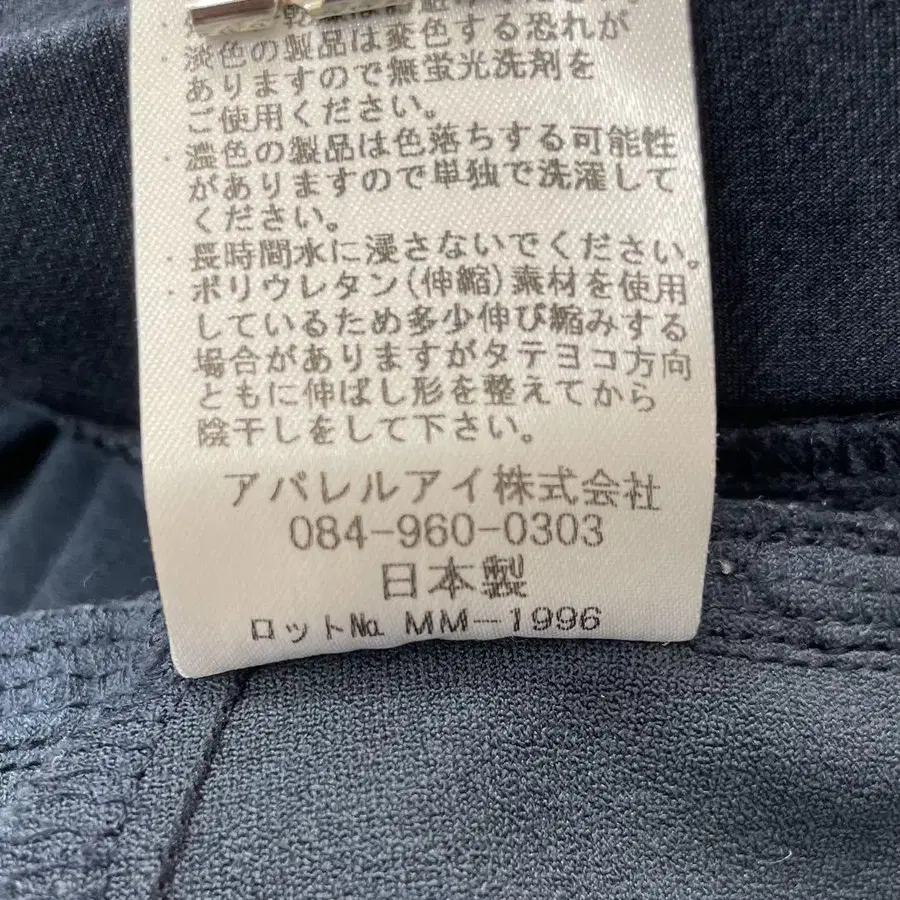 ・淡色の製品は変色する恐れが
ありますので無蛍光洗剤を
ご使用ください。
・濃色の製品は色落ちする可能性
がありますので単独で洗濯して
ください。
・長時間水に浸さないでください。
・ポリウレタン(伸縮)素材を使用
しているため多少伸び縮みする
場合がありますがタテヨコ方向
ともに伸ばし形を整えてから
陰干しをして下さい。
アパレルアイ株式会社
084-960-0303
日本製
ロット№ MM-1996